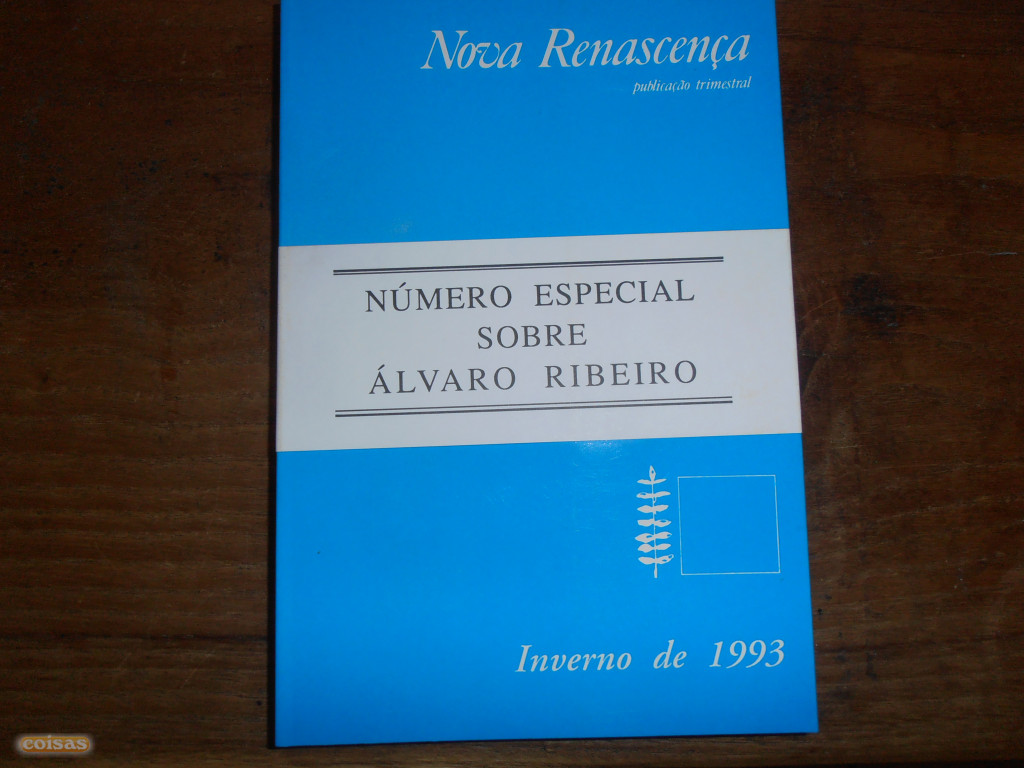 Nova Renascença
publicação trimestral
NÚMERO ESPECIAL
SOBRE
ÁLVARO RIBEIRO
Inverno de 1993
coisas